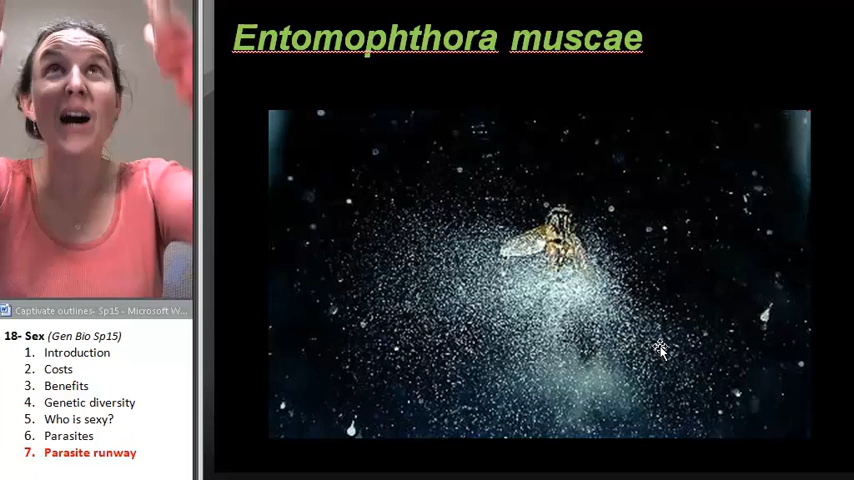 Entomophthora muscae
Captivate outlines- Sp15 - Microsoft W...
18- Sex (Gen Bio Sp15)
1. Introduction
2. Costs
3. Benefits
4. Genetic diversity
5. Who is sexy?
6. Parasites
7. Parasite runway